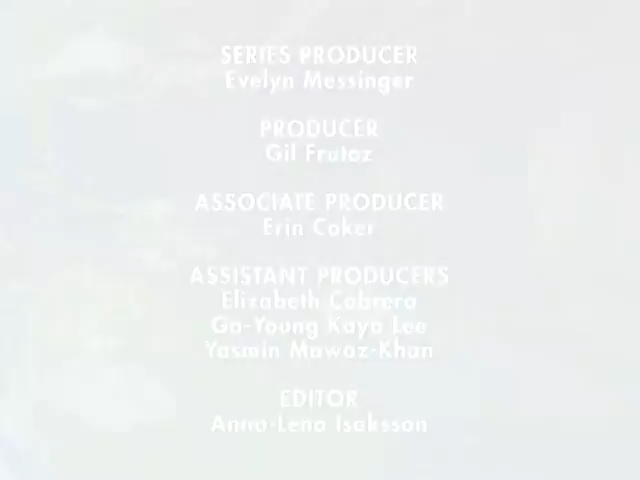 SERIES PRODUCER
Evelyn Messinger
PRODUCER
Gil Frutoz
ASSOCIATE PRODUCER
Erin Coker
ASSISTANT PRODUCERS
Elizabeth Cabrera
Ga-Young Kaya Lee
Yasmin Mawaz-Khan
EDITOR
Anna-Lena Isaksson